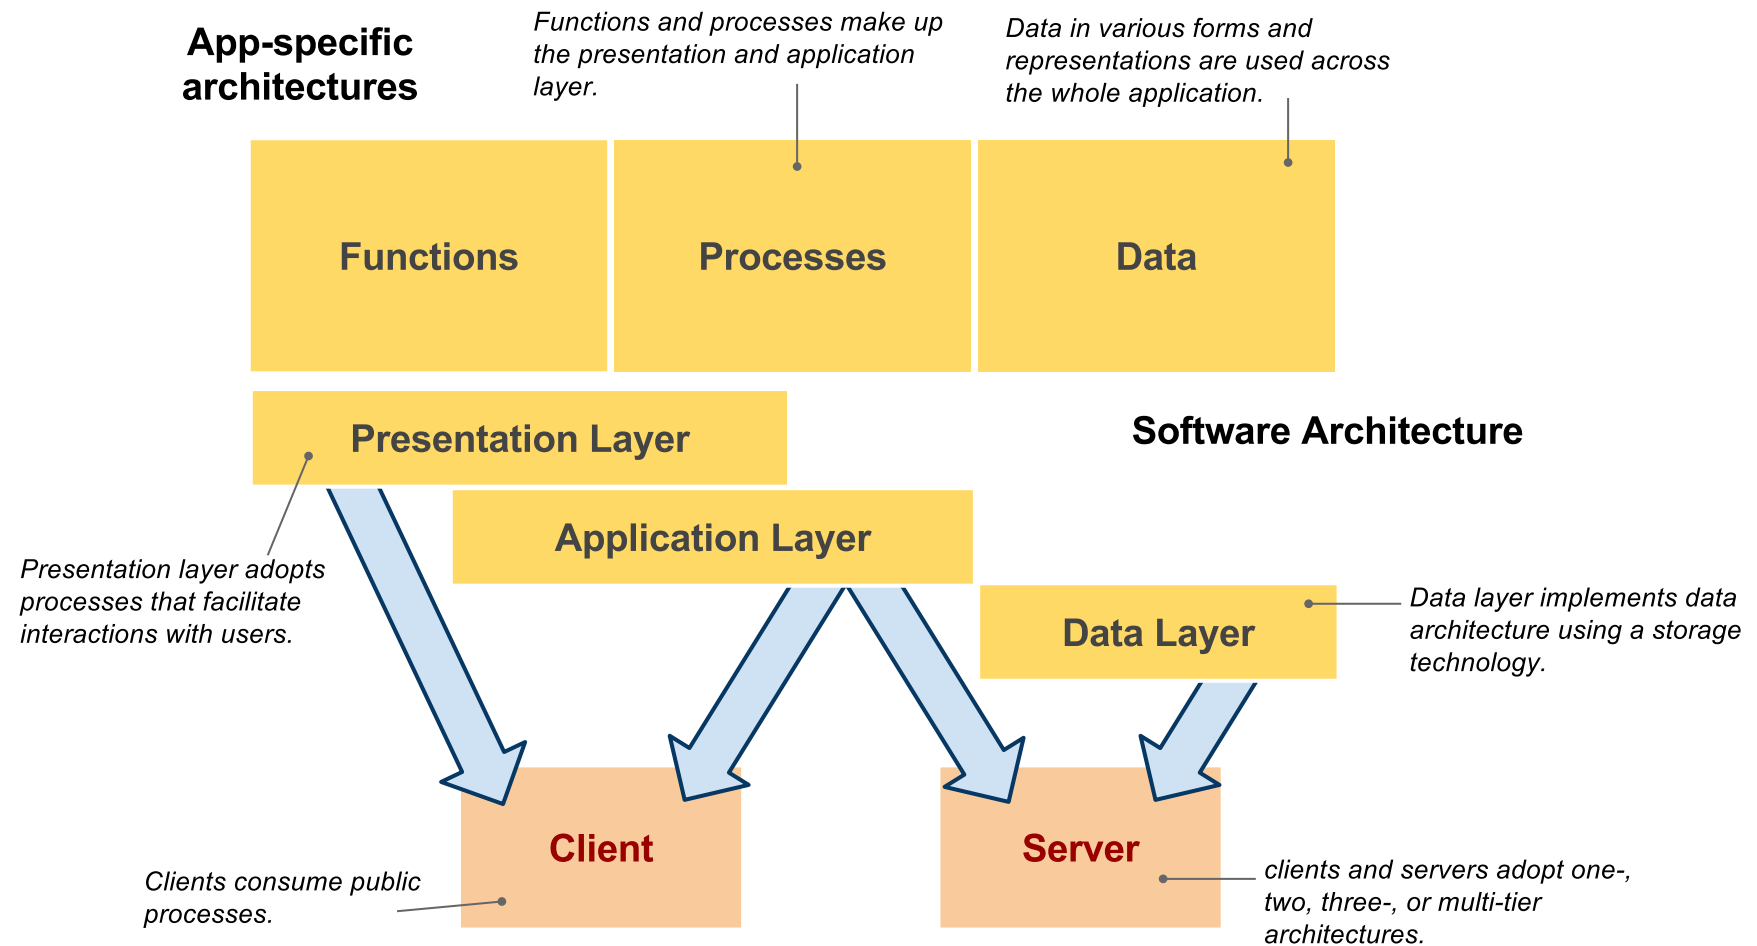 App-specific
architectures
Functions and processes make up
the presentation and application
layer.
Data in various forms and
representations are used across
the whole application.
Functions
Processes
Data
Presentation Layer
Software Architecture
Application Layer
Presentation layer adopts
processes that facilitate
interactions with users.
Data Layer
Data layer implements data
architecture using a storage
technology.
Client
Server
Clients consume public
processes.
clients and servers adopt one-,
two, three-, or multi-tier
architectures.